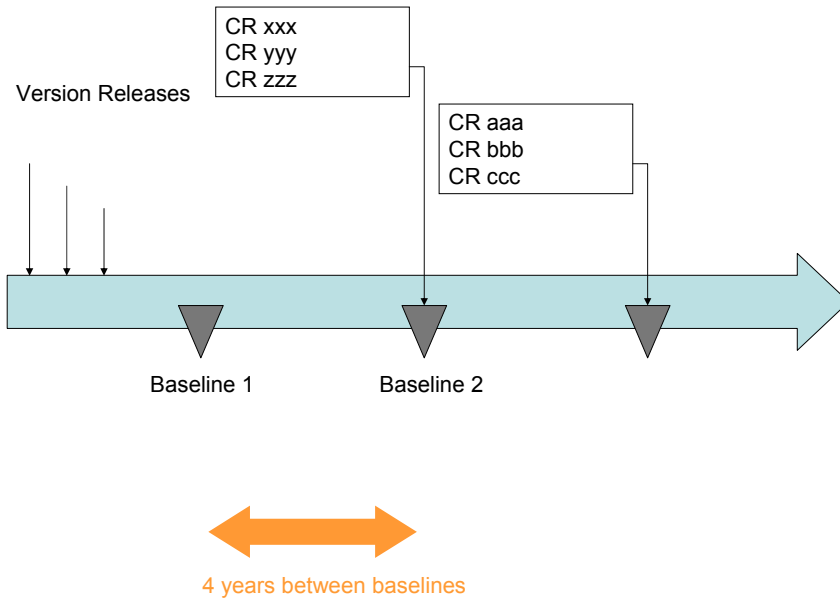 CR xxx
CR yyy
CR zzz
Version Releases
CR aaa
CR bbb
CR ccc
Baseline 1
Baseline 2
4 years between baselines